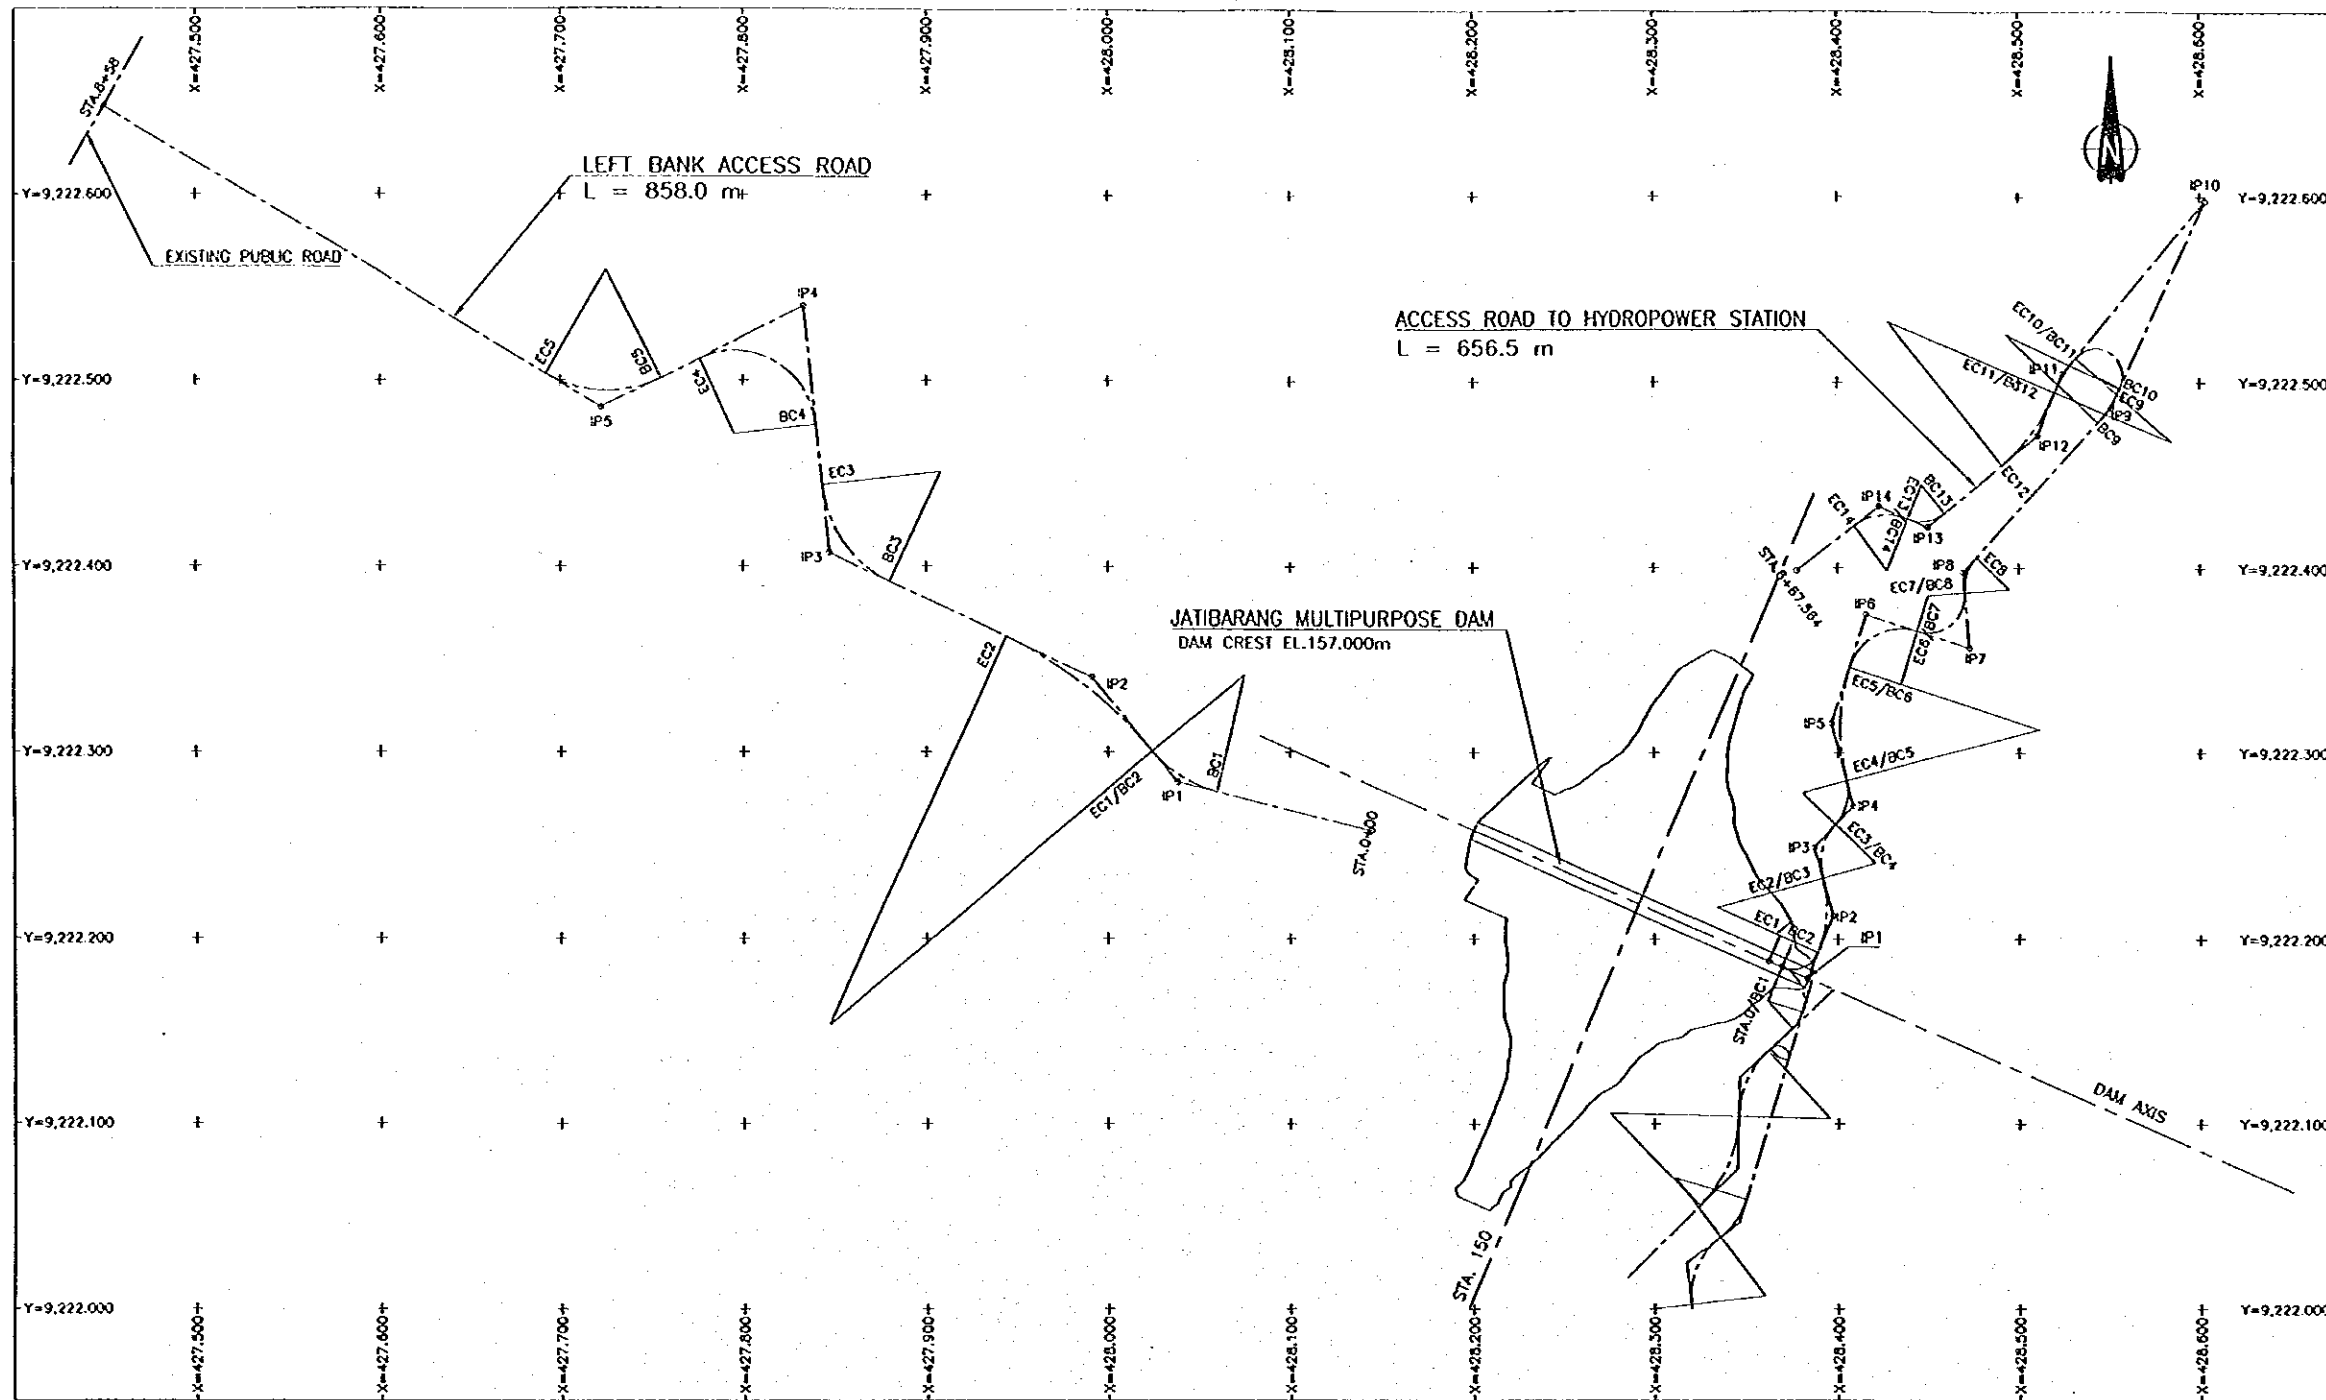 X=427.500
X=427.600
X=427.700
X=427.800
X=427.900
X=428.000
X=428.100
X=428.200
X=428.300
X=428.400
X=428.500
X=428.600
STA.8+58
LEFT BANK ACCESS ROAD
L = 858.0 m
N
IP10
Y=9,222.600
Y=9,222.600
EXISTING PUBLIC ROAD
IP4
ACCESS ROAD TO HYDROPOWER STATION
L = 656.5 m
EC10/BC11
EC5
BC5
EC4
IP11
EC11/BS12
BC10
EC9
IP9
BC9
Y=9,222.500
Y=9,222.500
IP5
BC4
IP12
EC3
EC12
BC13
EC13/BC14
IP14
EC14
IP13
IP3
BC3
IP8
EC8
Y=9,222.400
Y=9,222.400
STA.6+67.564
EC7/BC8
IP6
EC6/BC7
JATIBARANG MULTIPURPOSE DAM
DAM CREST EL.157.000m
EC2
IP7
IP2
EC5/BC6
IP5
Y=9,222.300
Y=9,222.300
BC1
EC4/BC5
EC1/BC2
IP1
IP4
STA.0+00
EC3/BC4
IP3
EC2/BC3
IP2
EC1/BC2
IP1
Y=9,222.200
Y=9,222.200
STA.0/BC1
DAM AXIS
Y=9,222.100
Y=9,222.100
STA. 150
Y=9,222.000
Y=9,222.000
X=427.500
X=427.600
X=427.700
X=427.800
X=427.900
X=428.000
X=428.100
X=428.200
X=428.300
X=428.400
X=428.500
X=428.600